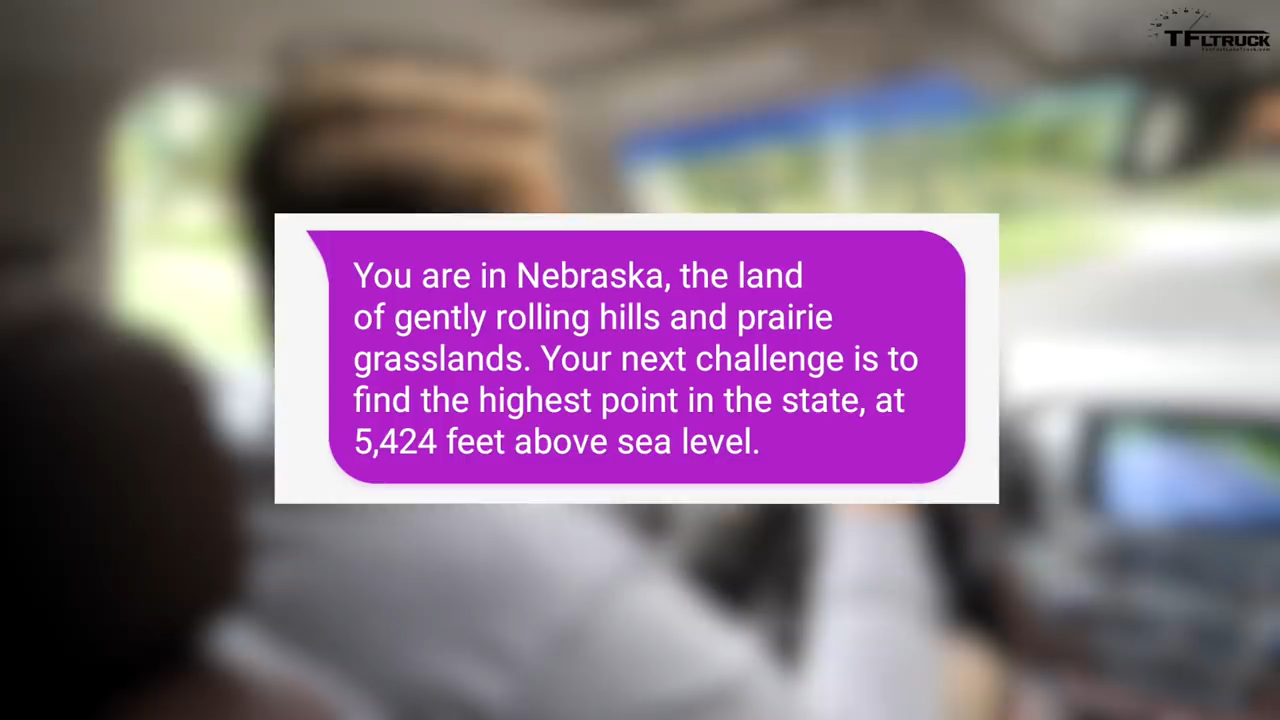 TFLTRUCK
You are in Nebraska, the land
of gently rolling hills and prairie
grasslands. Your next challenge is to
find the highest point in the state, at
5,424 feet above sea level.